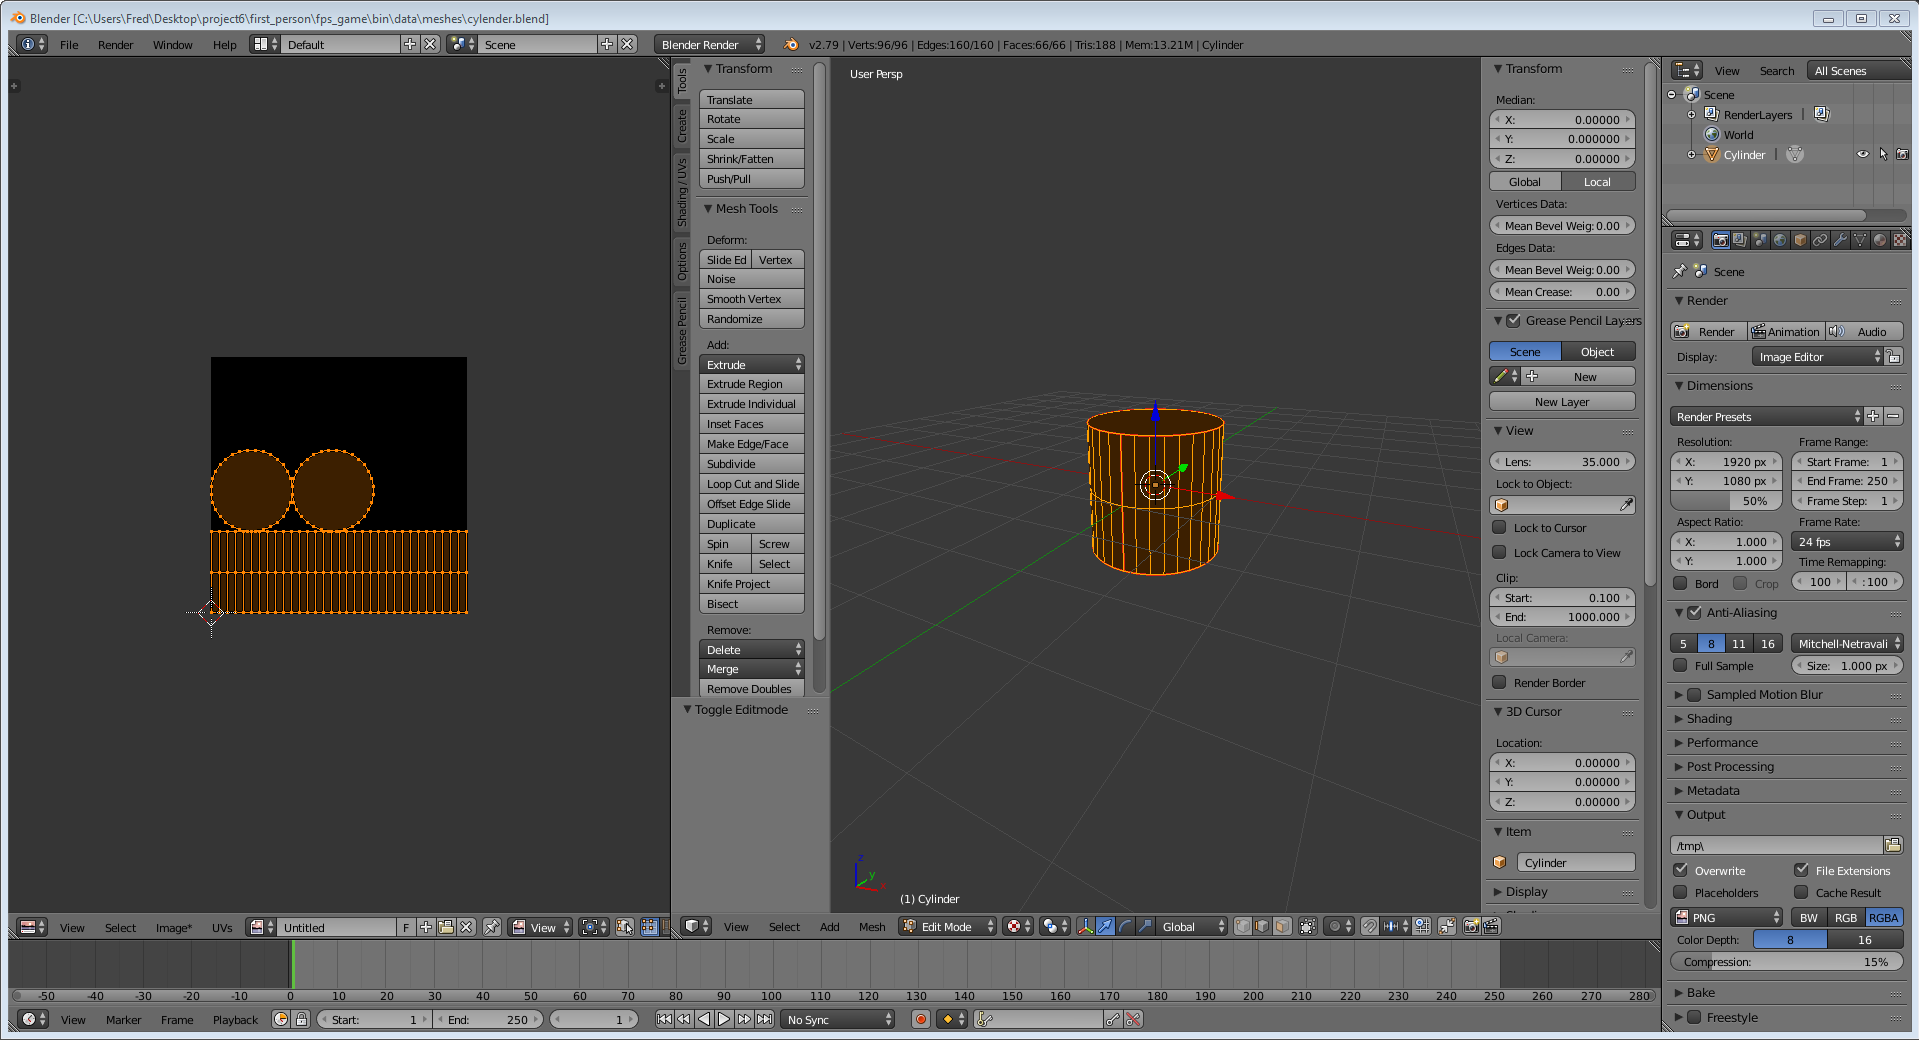 Blender [C:\Users\Fred\Desktop\project6\first_person\fps_game\bin\data\meshes\cylender.blend]
File Render Window Help Default Scene Blender Render v2.79 | Verts:96/96 | Edges:160/160 | Faces:66/66 | Tris:188 | Mem:13.21M | Cylinder
Tools
Create
Shading / UVs
Options
Grease Pencil
Transform
Translate
Rotate
Scale
Shrink/Fatten
Push/Pull
Mesh Tools
Deform:
Slide Ed Vertex
Noise
Smooth Vertex
Randomize
Add:
Extrude
Extrude Region
Extrude Individual
Inset Faces
Make Edge/Face
Subdivide
Loop Cut and Slide
Offset Edge Slide
Duplicate
Spin Screw
Knife Select
Knife Project
Bisect
Remove:
Delete
Merge
Remove Doubles
Toggle Editmode
User Persp
z
y
x
(1) Cylinder
Transform
Median:
X: 0.00000
Y: 0.000000
Z: 0.00000
Global Local
Vertices Data:
Mean Bevel Weig: 0.00
Edges Data:
Mean Bevel Weig: 0.00
Mean Crease: 0.00
Grease Pencil Layers
Scene Object
New
New Layer
View
Lens: 35.000
Lock to Object:
Lock to Cursor
Lock Camera to View
Clip:
Start: 0.100
End: 1000.000
Local Camera:
Render Border
3D Cursor
Location:
X: 0.00000
Y: 0.00000
Z: 0.00000
Item
Cylinder
Display
View Search All Scenes
Scene
RenderLayers |
World
Cylinder |
Scene
Render
Render Animation Audio
Display: Image Editor
Dimensions
Render Presets
Resolution: Frame Range:
X: 1920 px Start Frame: 1
Y: 1080 px End Frame: 250
50% Frame Step: 1
Aspect Ratio: Frame Rate:
X: 1.000 24 fps
Y: 1.000 Time Remapping:
Bord Crop 100 : 100
Anti-Aliasing
5 8 11 16 Mitchell-Netravali
Full Sample Size: 1.000 px
Sampled Motion Blur
Shading
Performance
Post Processing
Metadata
Output
/tmp\
Overwrite File Extensions
Placeholders Cache Result
PNG BW RGB RGBA
Color Depth: 8 16
Compression: 15%
Bake
Freestyle
View Select Image* UVs Untitled F View
View Select Add Mesh Edit Mode Global
-50 -40 -30 -20 -10 0 10 20 30 40 50 60 70 80 90 100 110 120 130 140 150 160 170 180 190 200 210 220 230 240 250 260 270 280
View Marker Frame Playback Start: 1 End: 250 1 No Sync